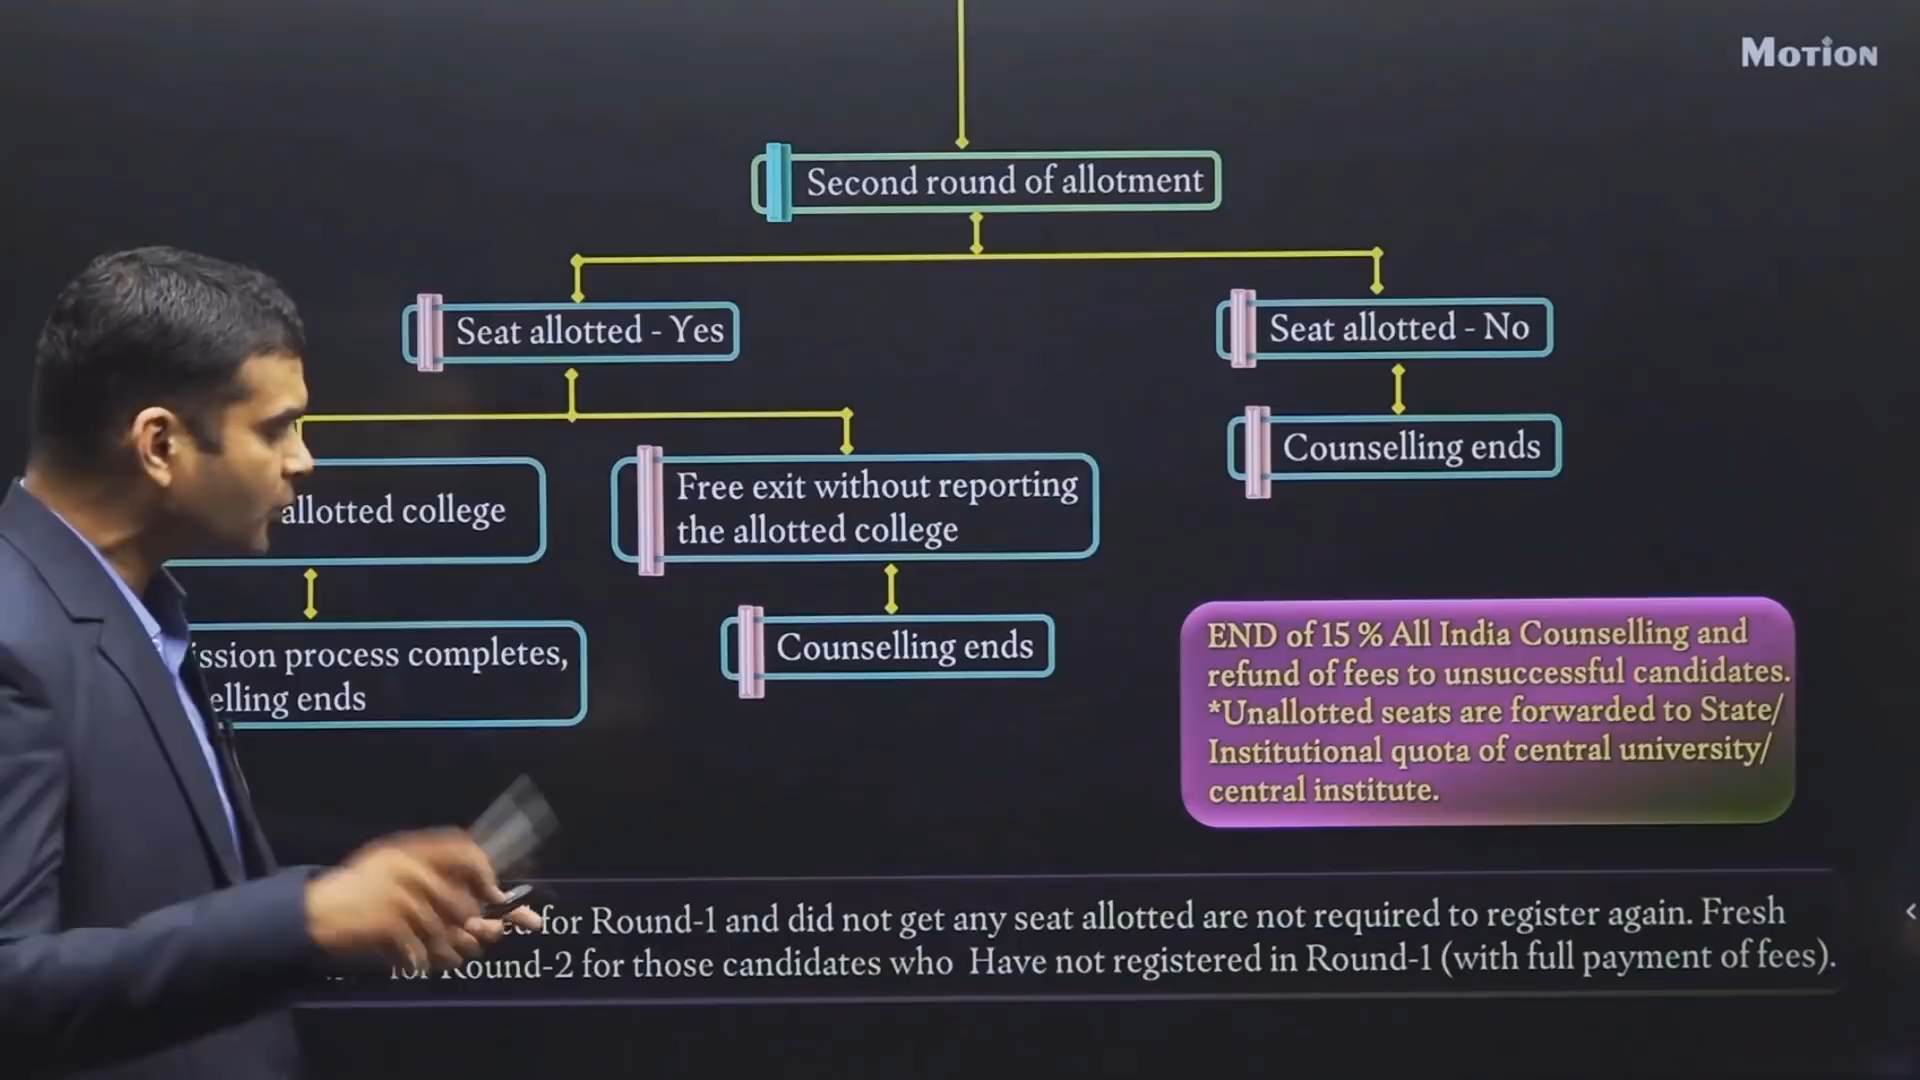 MOTION
Second round of allotment
Seat allotted - Yes
Seat allotted - No
allotted college
Free exit without reporting
the allotted college
Counselling ends
process completes,
ends
Counselling ends
END of 15 % All India Counselling and
refund of fees to unsuccessful candidates.
*Unallotted seats are forwarded to State/
Institutional quota of central university/
central institute.
for Round-1 and did not get any seat allotted are not required to register again. Fresh
Round-2 for those candidates who Have not registered in Round-1 (with full payment of fees).